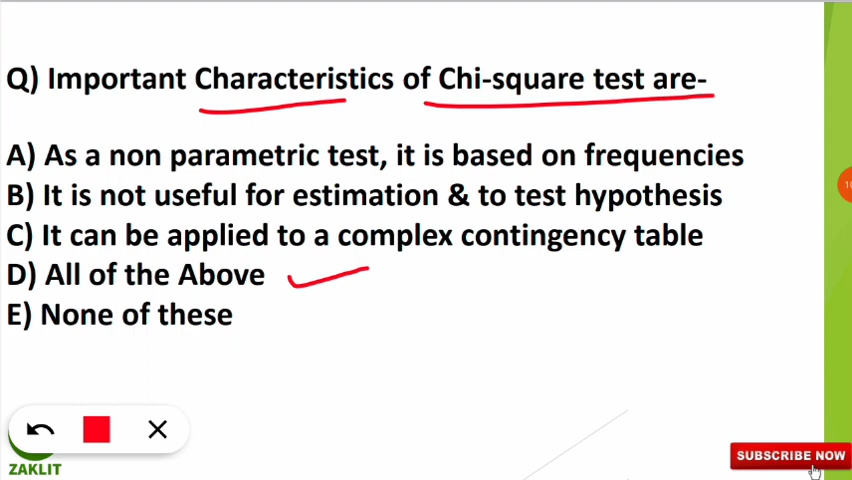 Q) Important Characteristics of Chi-square test are-
A) As a non parametric test, it is based on frequencies
B) It is not useful for estimation & to test hypothesis
C) It can be applied to a complex contingency table
D) All of the Above
E) None of these
ZAKLIT
SUBSCRIBE NOW